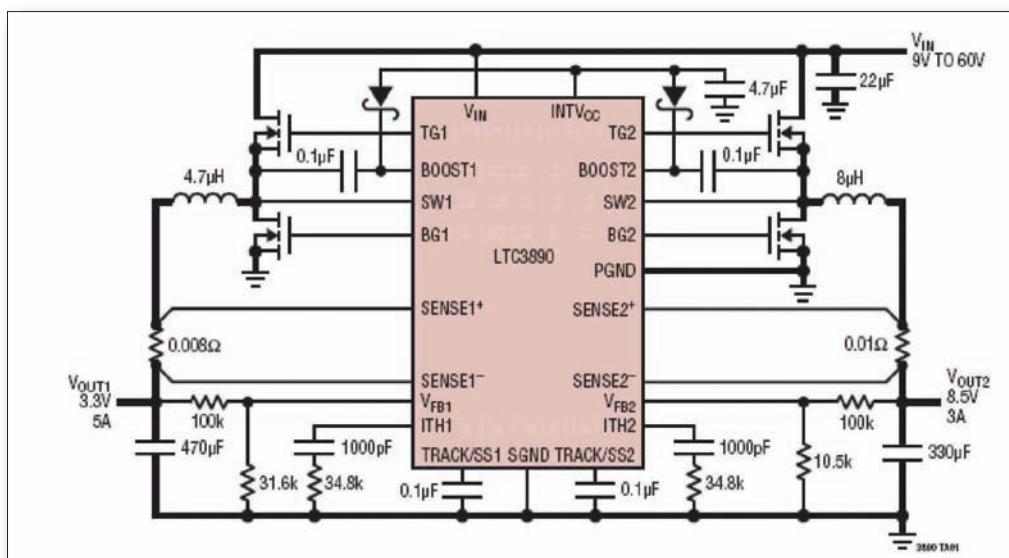 VIN
9V TO 60V
22µF
4.7µF
VIN
INTVCC
TG1
TG2
0.1µF
0.1µF
BOOST1
BOOST2
4.7µH
8µH
SW1
SW2
BG1
BG2
LTC3890
PGND
SENSE1+
SENSE2+
0.008Ω
0.01Ω
SENSE1−
SENSE2−
VOUT1
3.3V
5A
VFB1
VFB2
VOUT2
8.5V
3A
100k
100k
ITH1
ITH2
470µF
1000pF
1000pF
330µF
TRACK/SS1
SGND
TRACK/SS2
31.6k
34.8k
0.1µF
0.1µF
34.8k
10.5k
3890 TA01